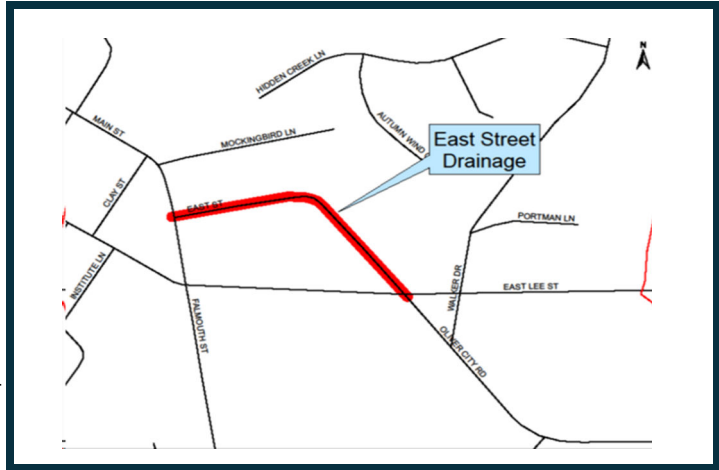 N
HIDDEN CREEK LN
MAIN ST
AUTUMN WIND
MOCKINGBIRD LN
East Street
Drainage
CLAY ST
EAST ST
PORTMAN LN
INSTITUTE LN
WALKER DR
EAST LEE ST
FALMOUTH ST
OLIVER CITY RD